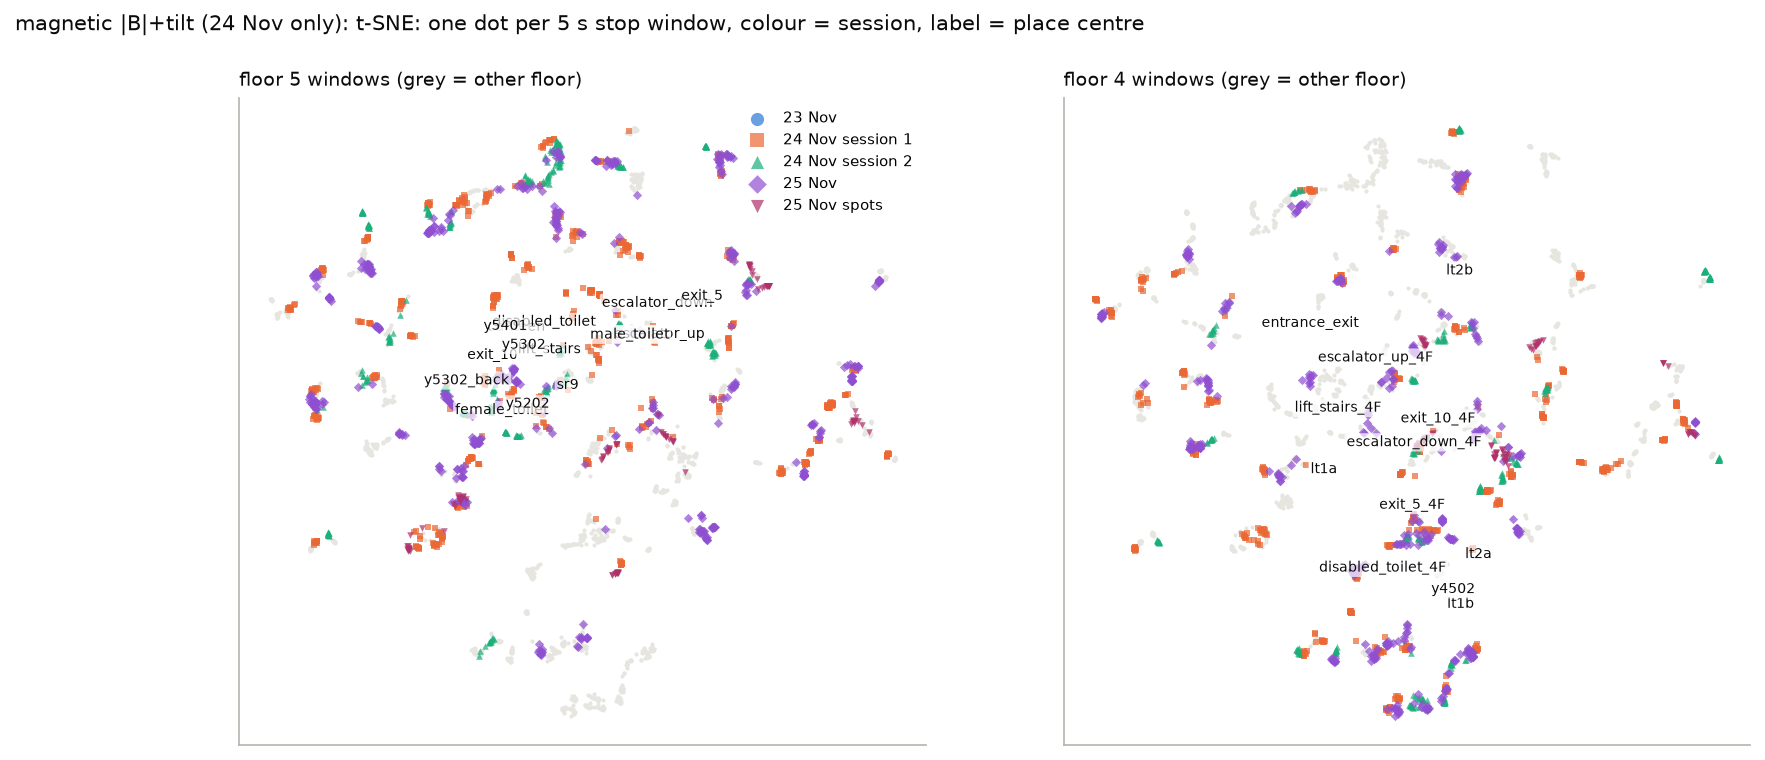 magnetic |B|+tilt (24 Nov only): t-SNE: one dot per 5 s stop window, colour = session, label = place centre
floor 5 windows (grey = other floor)
23 Nov
24 Nov session 1
24 Nov session 2
25 Nov
25 Nov spots
exit_5
y5401
y5302
y5302_back
sr9
y5202
floor 4 windows (grey = other floor)
lt2b
entrance_exit
escalator_up_4F
lift_stairs_4F
exit_10_4F
escalator_down_4F
lt1a
exit_5_4F
lt2a
disabled_toilet_4F
y4502
lt1b